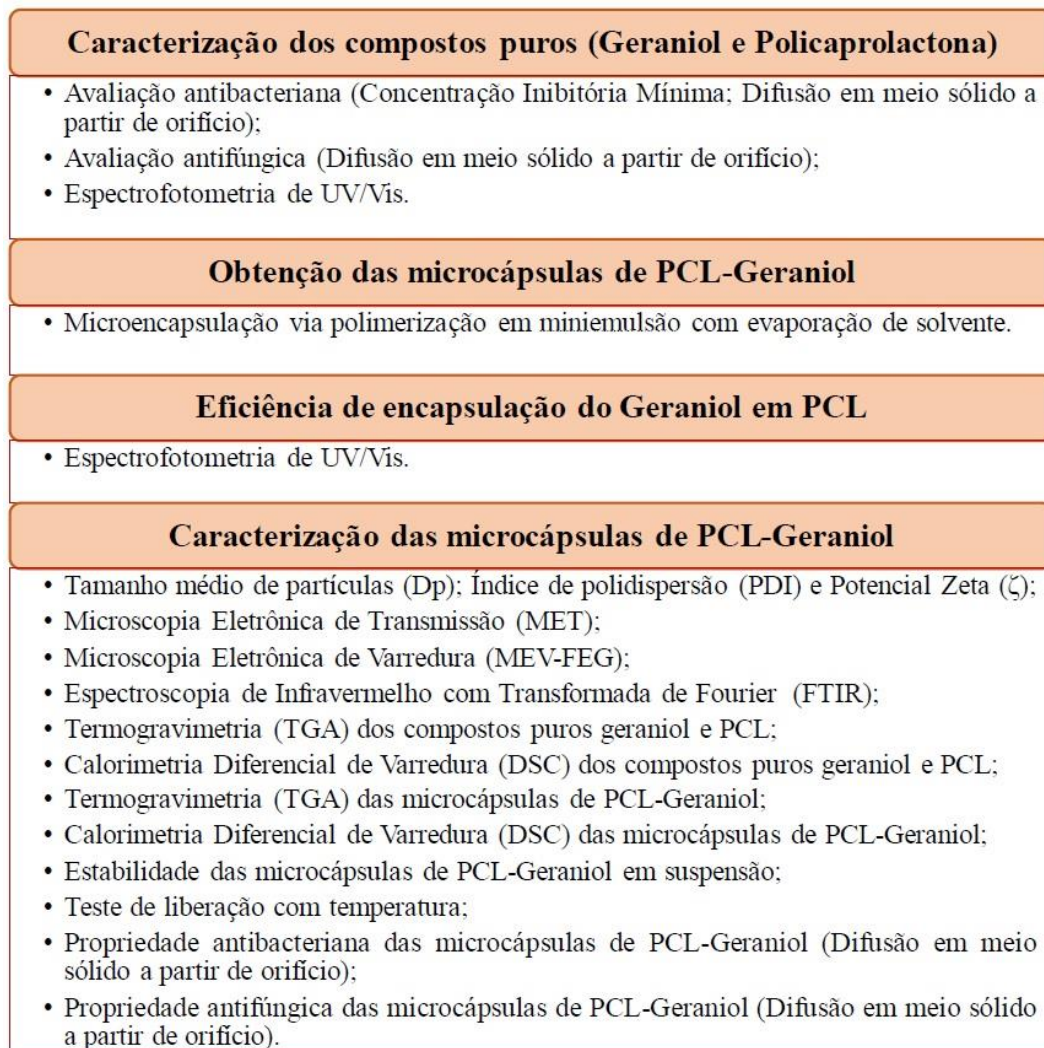 Caracterização dos compostos puros (Geraniol e Policaprolactona)
• Avaliação antibacteriana (Concentração Inibitória Mínima; Difusão em meio sólido a
partir de orifício);
• Avaliação antifúngica (Difusão em meio sólido a partir de orifício);
• Espectrofotometria de UV/Vis.
Obtenção das microcápsulas de PCL-Geraniol
• Microencapsulação via polimerização em miniemulsão com evaporação de solvente.
Eficiência de encapsulação do Geraniol em PCL
• Espectrofotometria de UV/Vis.
Caracterização das microcápsulas de PCL-Geraniol
• Tamanho médio de partículas (Dp); Índice de polidispersão (PDI) e Potencial Zeta (ζ);
• Microscopia Eletrônica de Transmissão (MET);
• Microscopia Eletrônica de Varredura (MEV-FEG);
• Espectroscopia de Infravermelho com Transformada de Fourier (FTIR);
• Termogravimetria (TGA) dos compostos puros geraniol e PCL;
• Calorimetria Diferencial de Varredura (DSC) dos compostos puros geraniol e PCL;
• Termogravimetria (TGA) das microcápsulas de PCL-Geraniol;
• Calorimetria Diferencial de Varredura (DSC) das microcápsulas de PCL-Geraniol;
• Estabilidade das microcápsulas de PCL-Geraniol em suspensão;
• Teste de liberação com temperatura;
• Propriedade antibacteriana das microcápsulas de PCL-Geraniol (Difusão em meio
sólido a partir de orifício);
• Propriedade antifúngica das microcápsulas de PCL-Geraniol (Difusão em meio sólido
a partir de orifício).